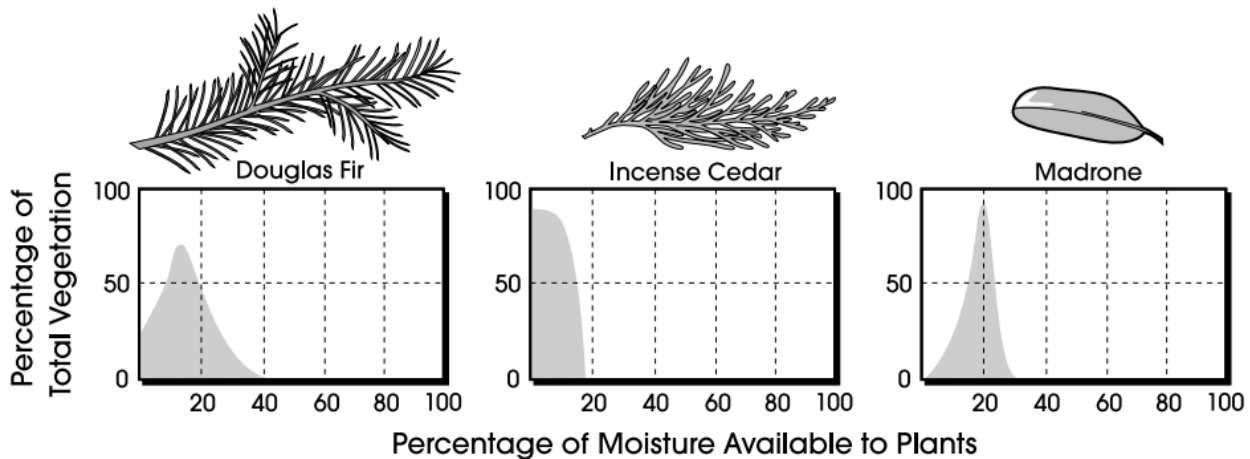 Douglas Fir
Incense Cedar
Madrone
Percentage of
Total Vegetation
100
50
0
20 40 60 80 100
100
50
0
20 40 60 80 100
100
50
0
20 40 60 80 100
Percentage of Moisture Available to Plants